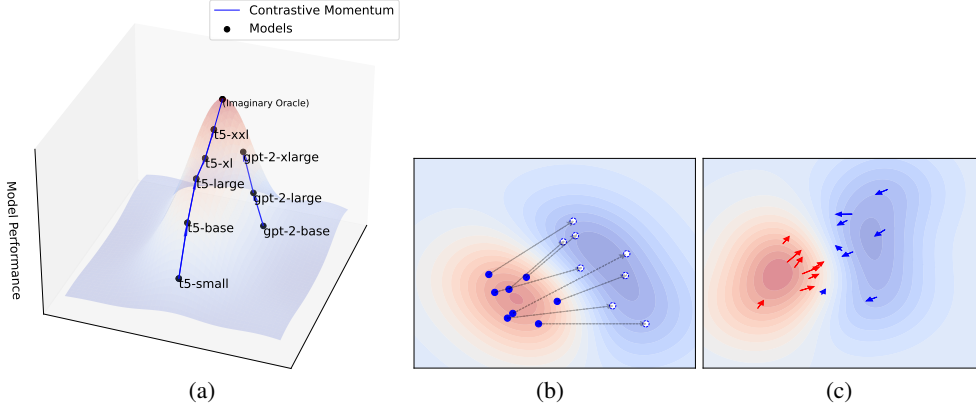 Contrastive Momentum
Models
(Imaginary Oracle)
t5-xxl
gpt-2-xlarge
t5-xl
t5-large
gpt-2-large
t5-base
gpt-2-base
t5-small
Model Performance
(a)
(b)
(c)